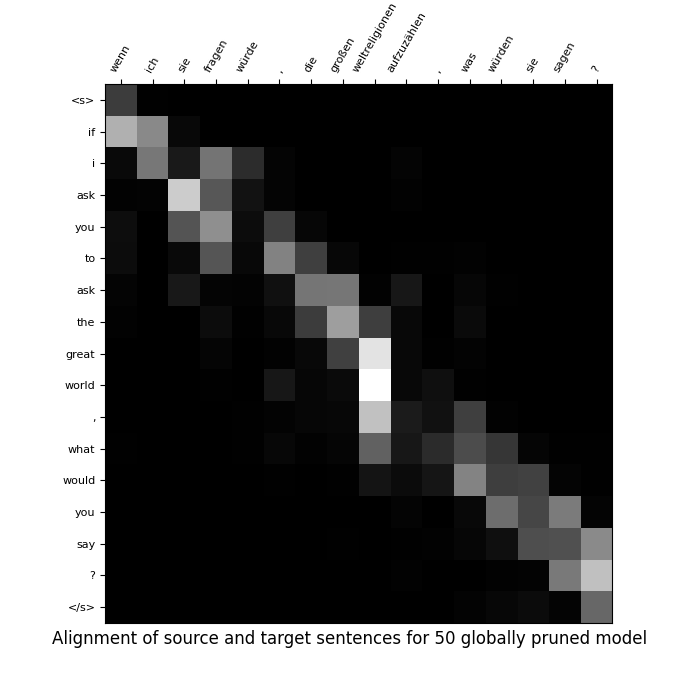 wenn ich sie fragen würde , die großen weltreligionen aufzuzählen , was würden sie sagen ?
<s>
if
i
ask
you
to
ask
the
great
world
,
what
would
you
say
?
</s>
Alignment of source and target sentences for 50 globally pruned model